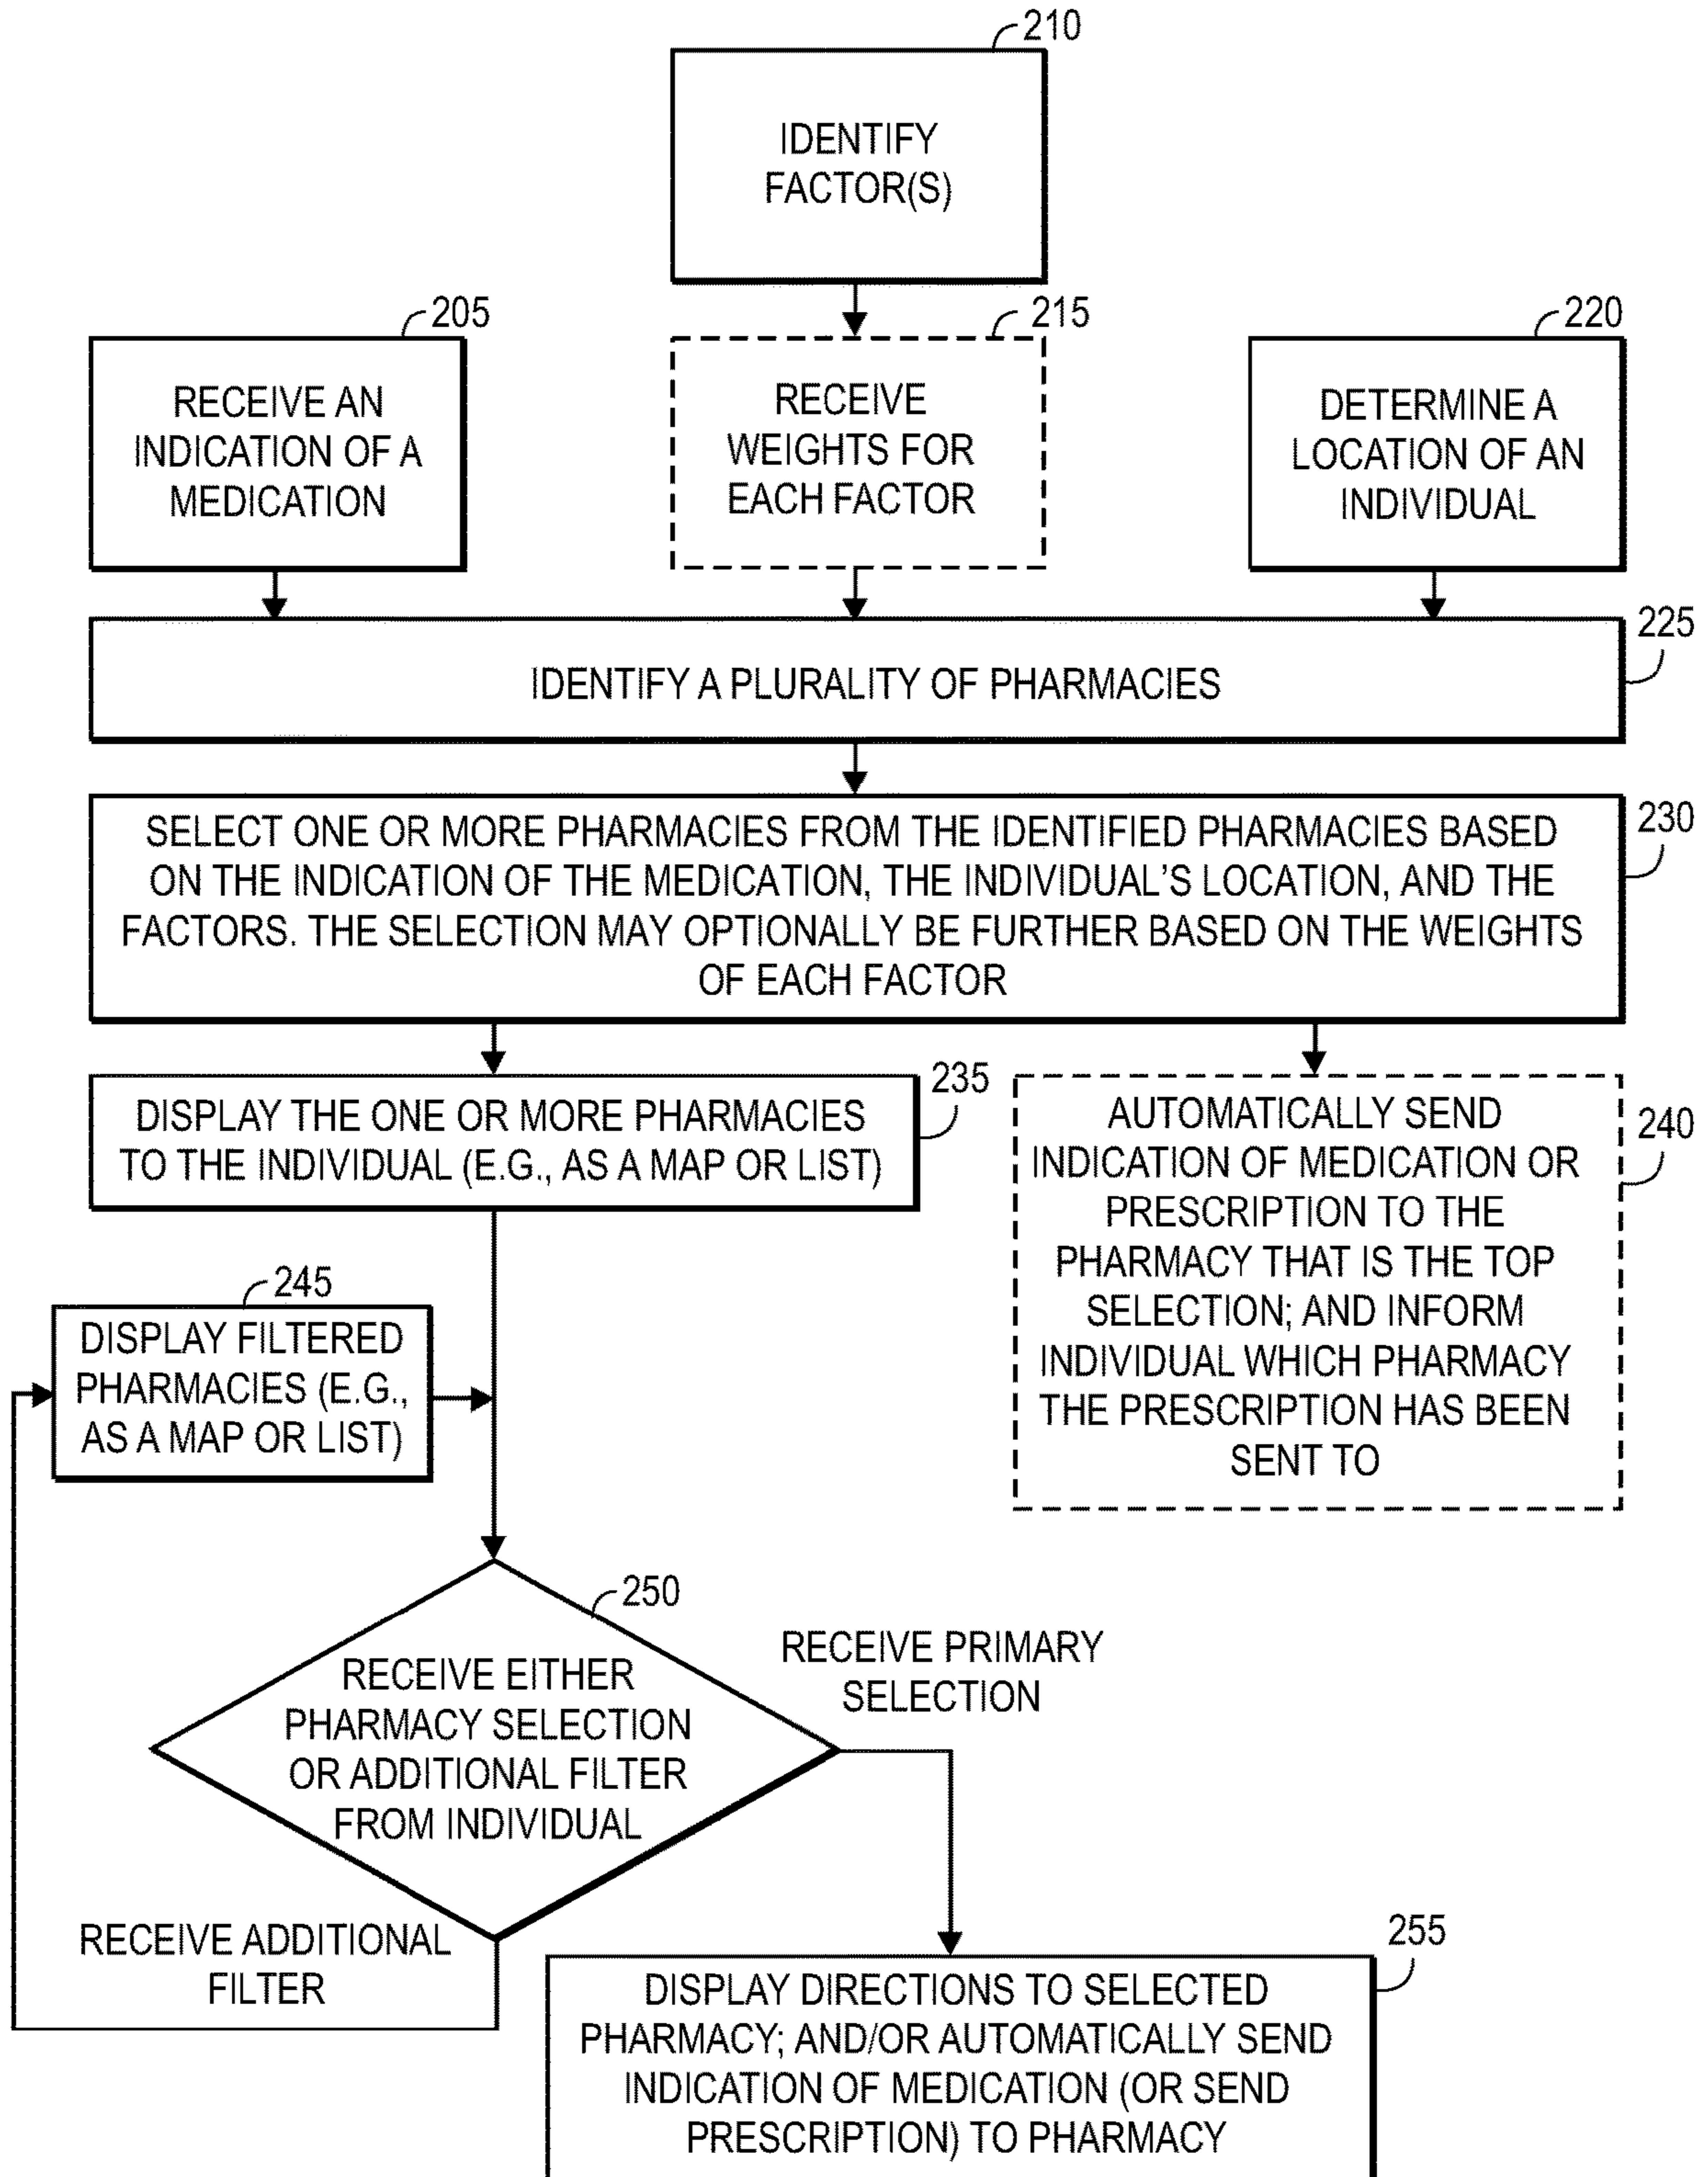 210
IDENTIFY
FACTOR(S)
205
RECEIVE AN
INDICATION OF A
MEDICATION
215
RECEIVE
WEIGHTS FOR
EACH FACTOR
220
DETERMINE A
LOCATION OF AN
INDIVIDUAL
225
IDENTIFY A PLURALITY OF PHARMACIES
230
SELECT ONE OR MORE PHARMACIES FROM THE IDENTIFIED PHARMACIES BASED
ON THE INDICATION OF THE MEDICATION, THE INDIVIDUAL'S LOCATION, AND THE
FACTORS. THE SELECTION MAY OPTIONALLY BE FURTHER BASED ON THE WEIGHTS
OF EACH FACTOR
235
DISPLAY THE ONE OR MORE PHARMACIES
TO THE INDIVIDUAL (E.G., AS A MAP OR LIST)
240
AUTOMATICALLY SEND
INDICATION OF MEDICATION OR
PRESCRIPTION TO THE
PHARMACY THAT IS THE TOP
SELECTION; AND INFORM
INDIVIDUAL WHICH PHARMACY
THE PRESCRIPTION HAS BEEN
SENT TO
245
DISPLAY FILTERED
PHARMACIES (E.G.,
AS A MAP OR LIST)
250
RECEIVE EITHER
PHARMACY SELECTION
OR ADDITIONAL FILTER
FROM INDIVIDUAL
RECEIVE PRIMARY
SELECTION
RECEIVE ADDITIONAL
FILTER
255
DISPLAY DIRECTIONS TO SELECTED
PHARMACY; AND/OR AUTOMATICALLY SEND
INDICATION OF MEDICATION (OR SEND
PRESCRIPTION) TO PHARMACY